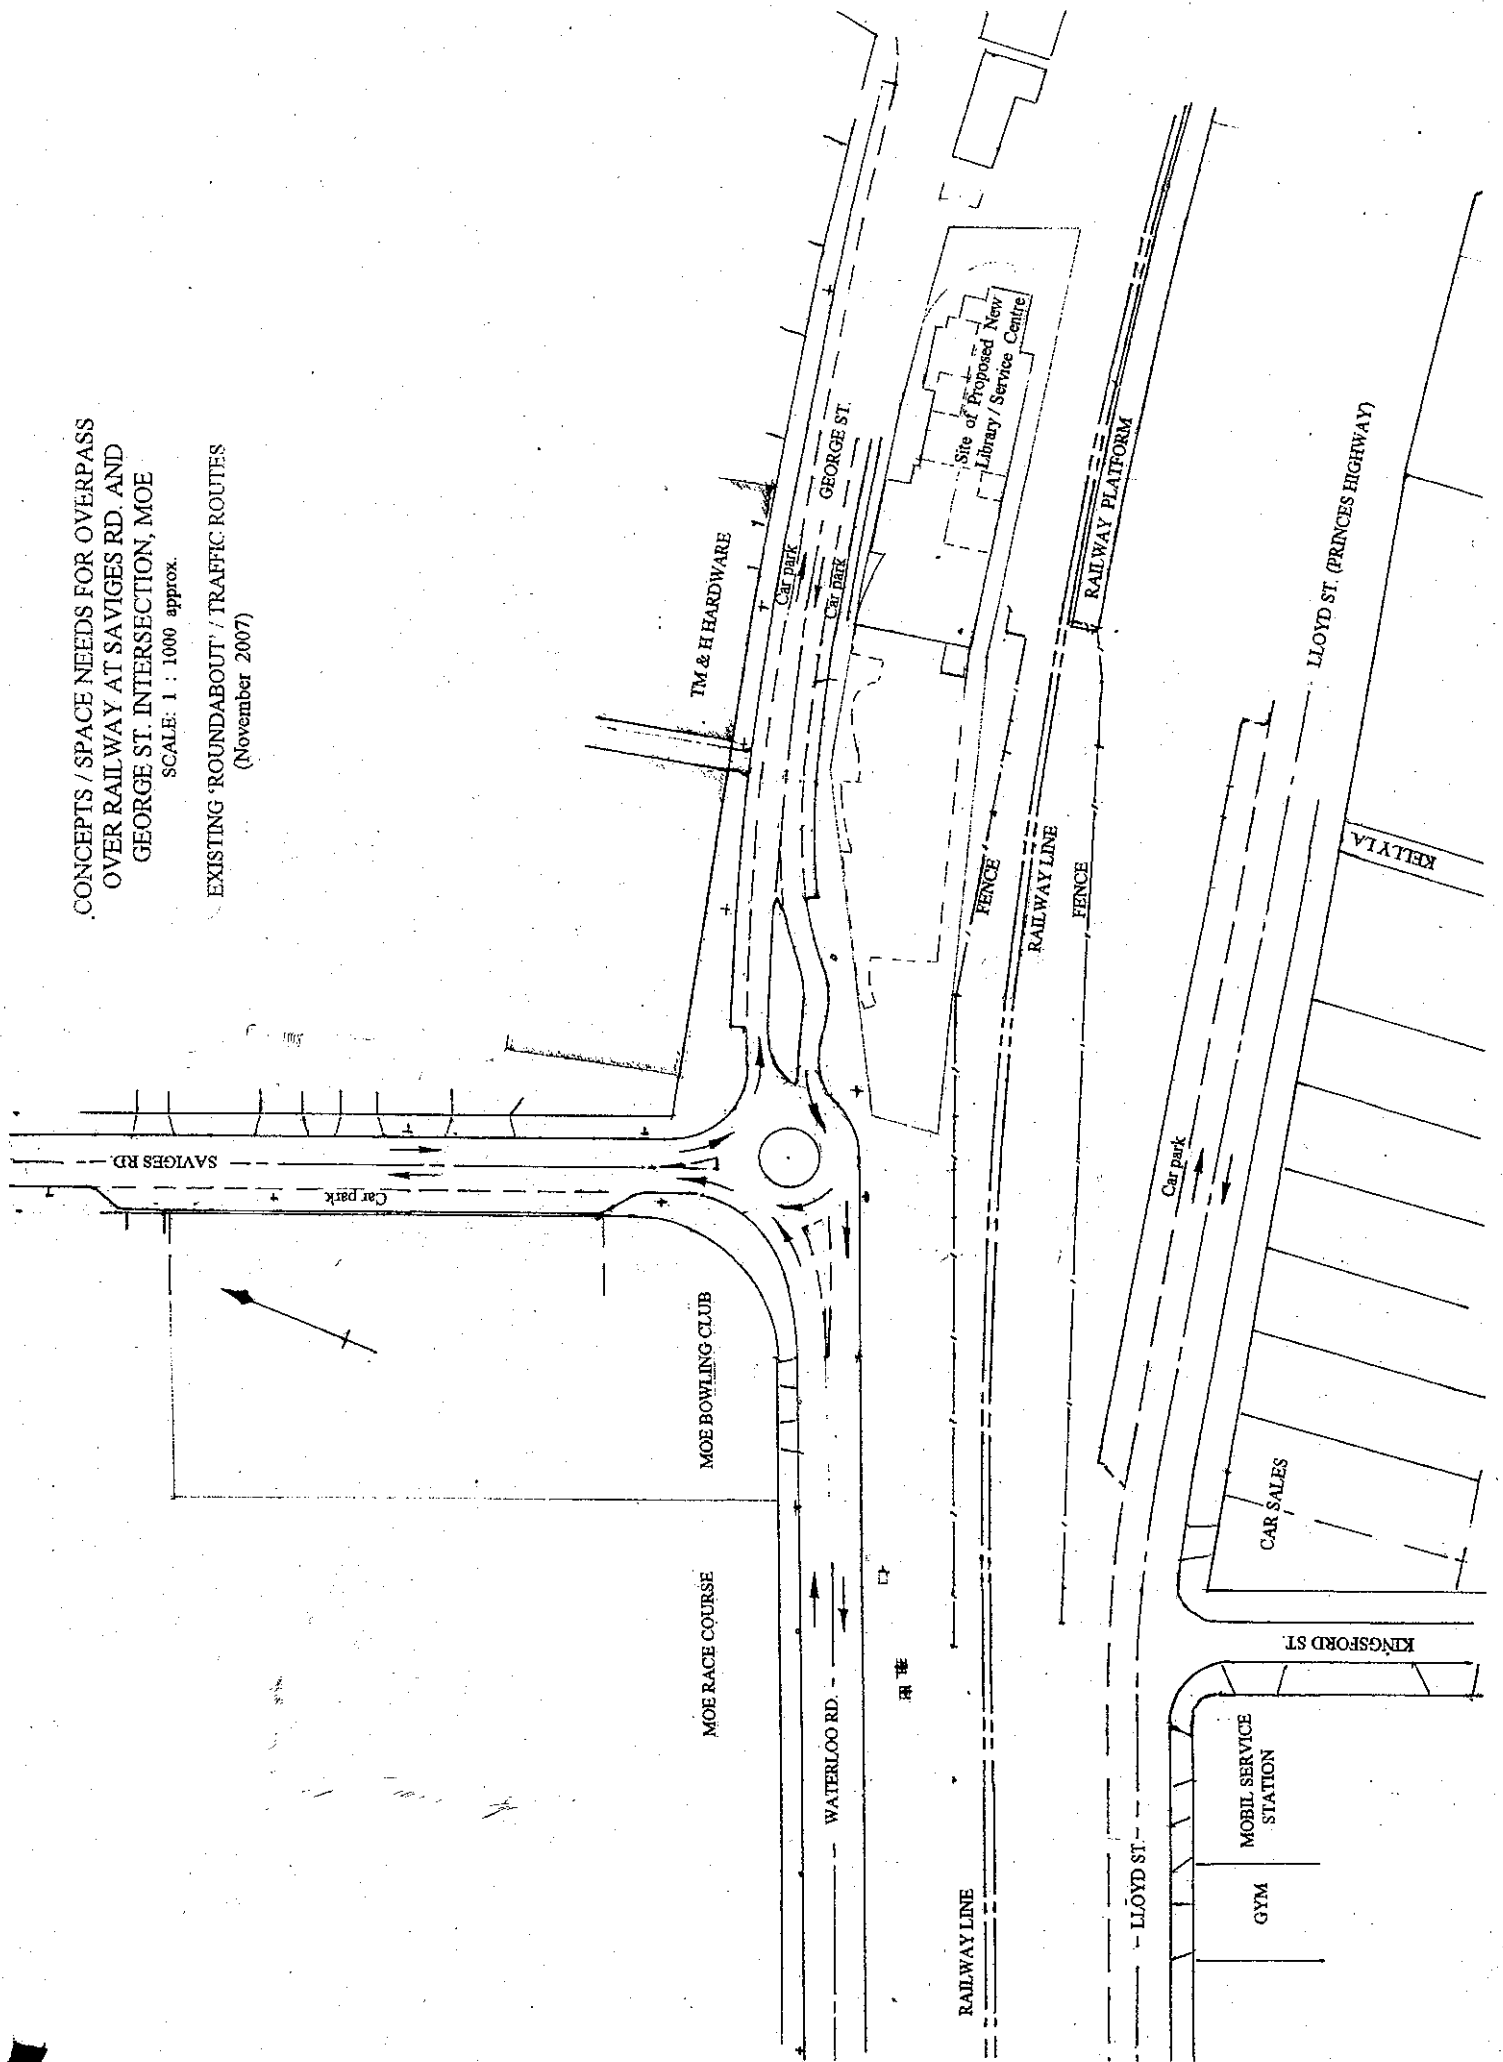 CONCEPTS / SPACE NEEDS FOR OVERPASS
OVER RAILWAY AT SAVIGES RD. AND
GEORGE ST. INTERSECTION, MOE
SCALE: 1 : 1000 approx.
EXISTING 'ROUNDABOUT' / TRAFFIC ROUTES
(November 2007)
SAVIGES RD.
Car park
TM & H HARDWARE
Car park
GEORGE ST.
Car park
Site of Proposed New
Library / Service Centre
MOE BOWLING CLUB
MOE RACE COURSE
WATERLOO RD.
FENCE
RAILWAY LINE
FENCE
RAILWAY PLATFORM
RAILWAY LINE
LLOYD ST. (PRINCES HIGHWAY)
Car park
KELLY LA.
LLOYD ST.
CAR SALES
KINGSFORD ST.
MOBIL SERVICE
STATION
GYM